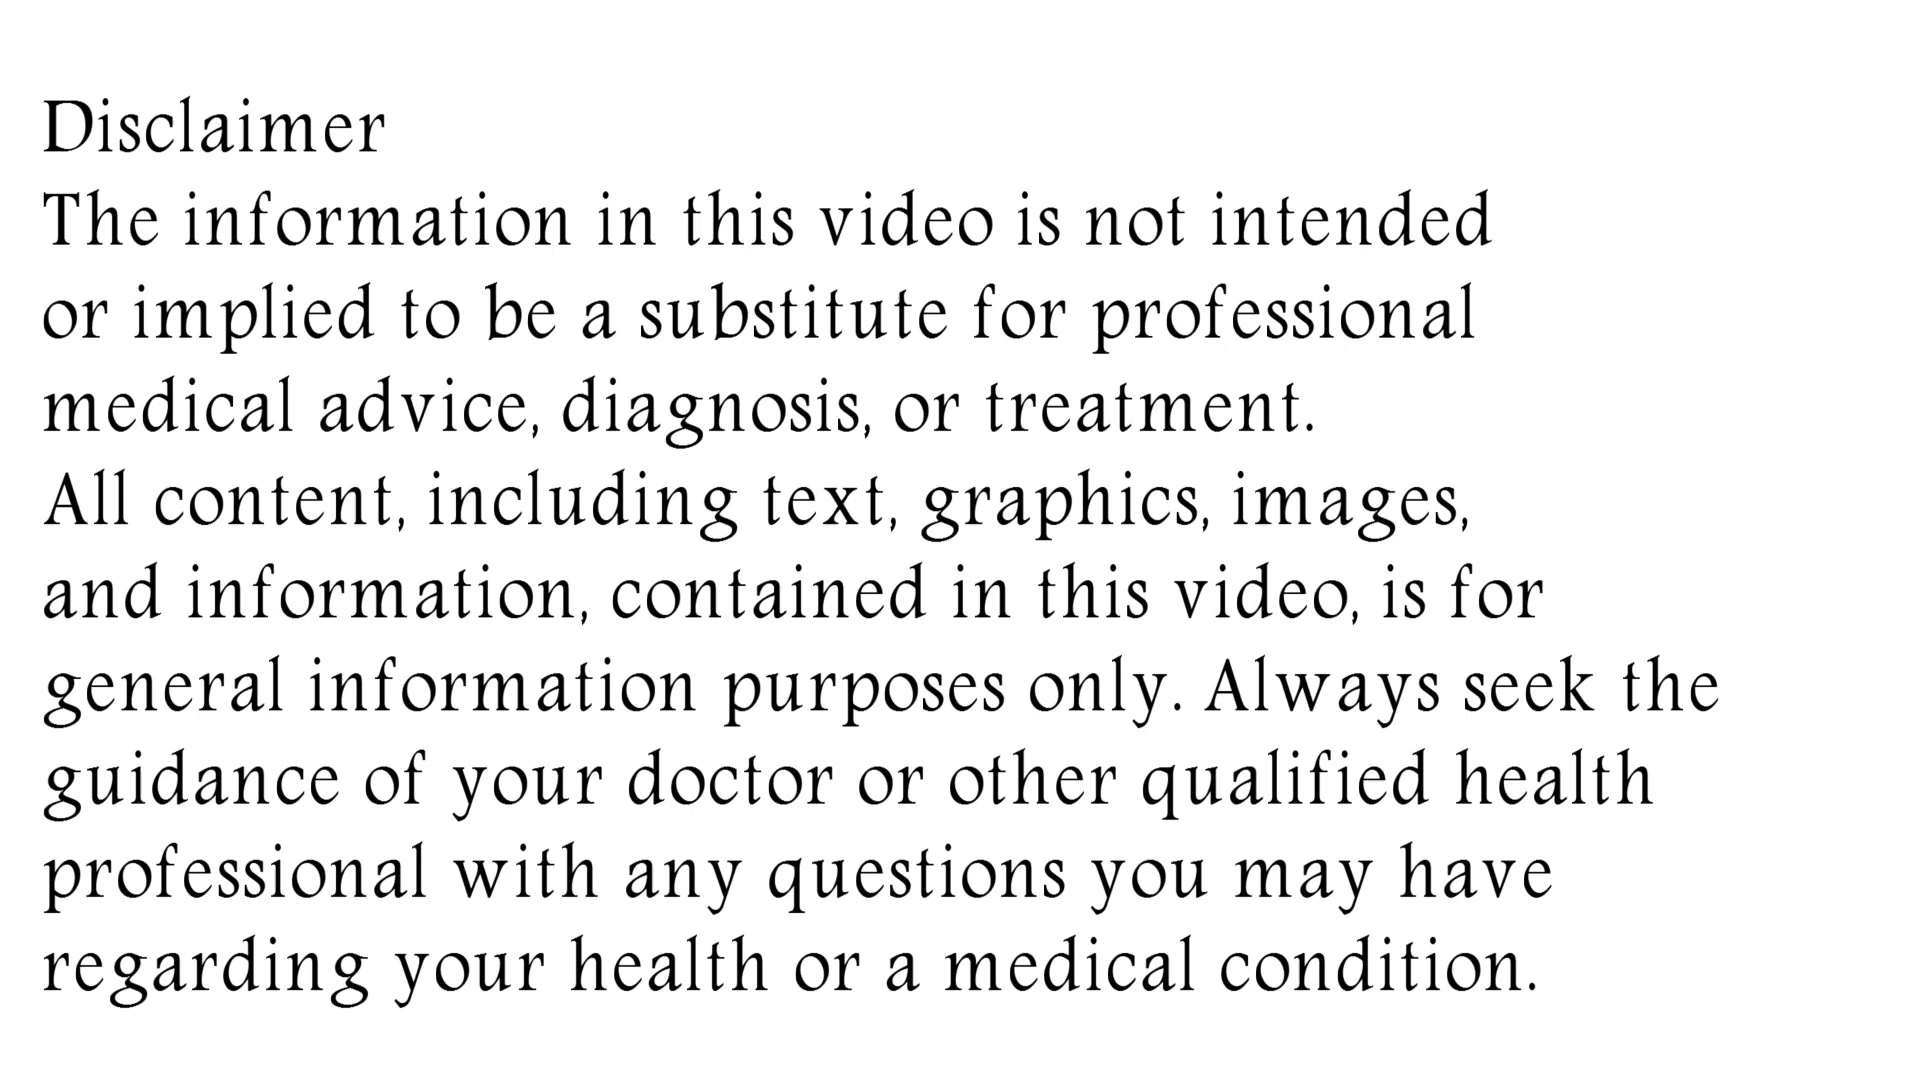 Disclaimer
The information in this video is not intended
or implied to be a substitute for professional
medical advice, diagnosis, or treatment.
All content, including text, graphics, images,
and information, contained in this video, is for
general information purposes only. Always seek the
guidance of your doctor or other qualified health
professional with any questions you may have
regarding your health or a medical condition.